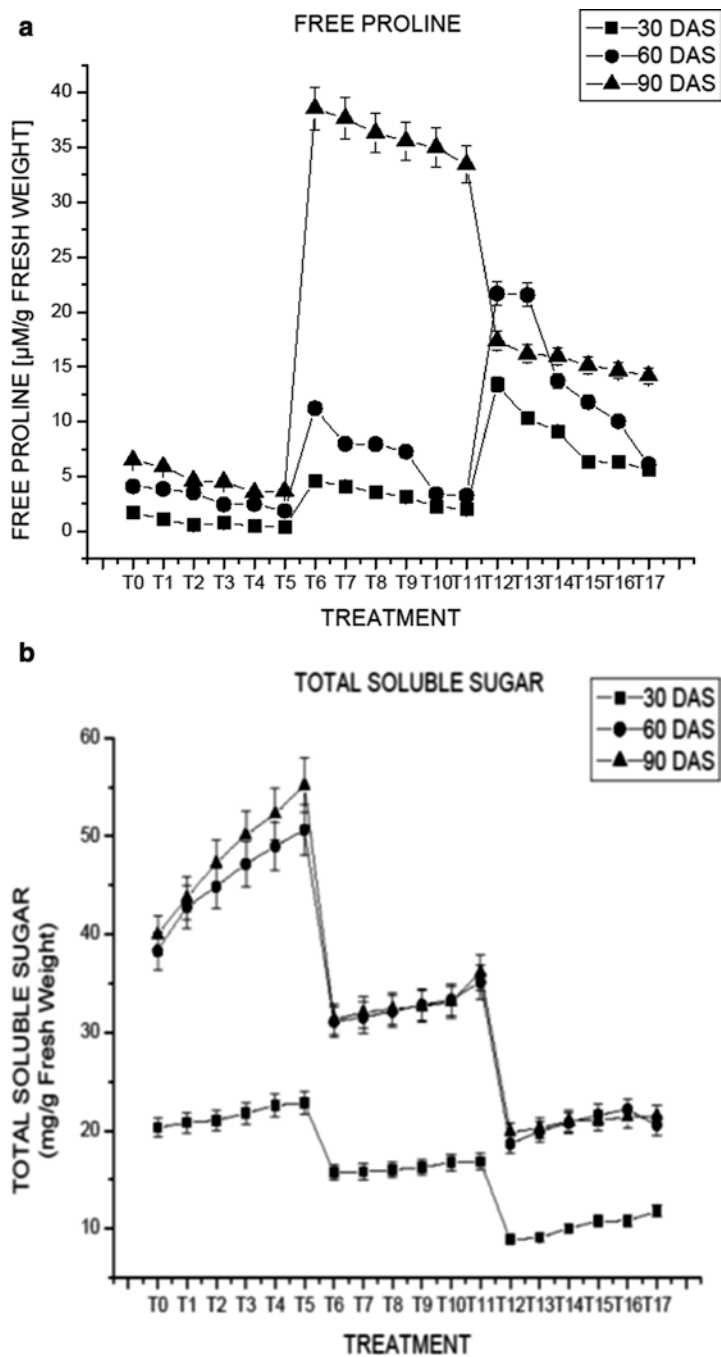 a
FREE PROLINE
30 DAS
60 DAS
90 DAS
FREE PROLINE [µM/g FRESH WEIGHT]
40
35
30
25
20
15
10
5
0
T0 T1 T2 T3 T4 T5 T6 T7 T8 T9 T10 T11 T12 T13 T14 T15 T16 T17
TREATMENT
b
TOTAL SOLUBLE SUGAR
30 DAS
60 DAS
90 DAS
TOTAL SOLUBLE SUGAR
(mg/g Fresh Weight)
60
50
40
30
20
10
T0 T1 T2 T3 T4 T5 T6 T7 T8 T9 T10 T11 T12 T13 T14 T15 T16 T17
TREATMENT